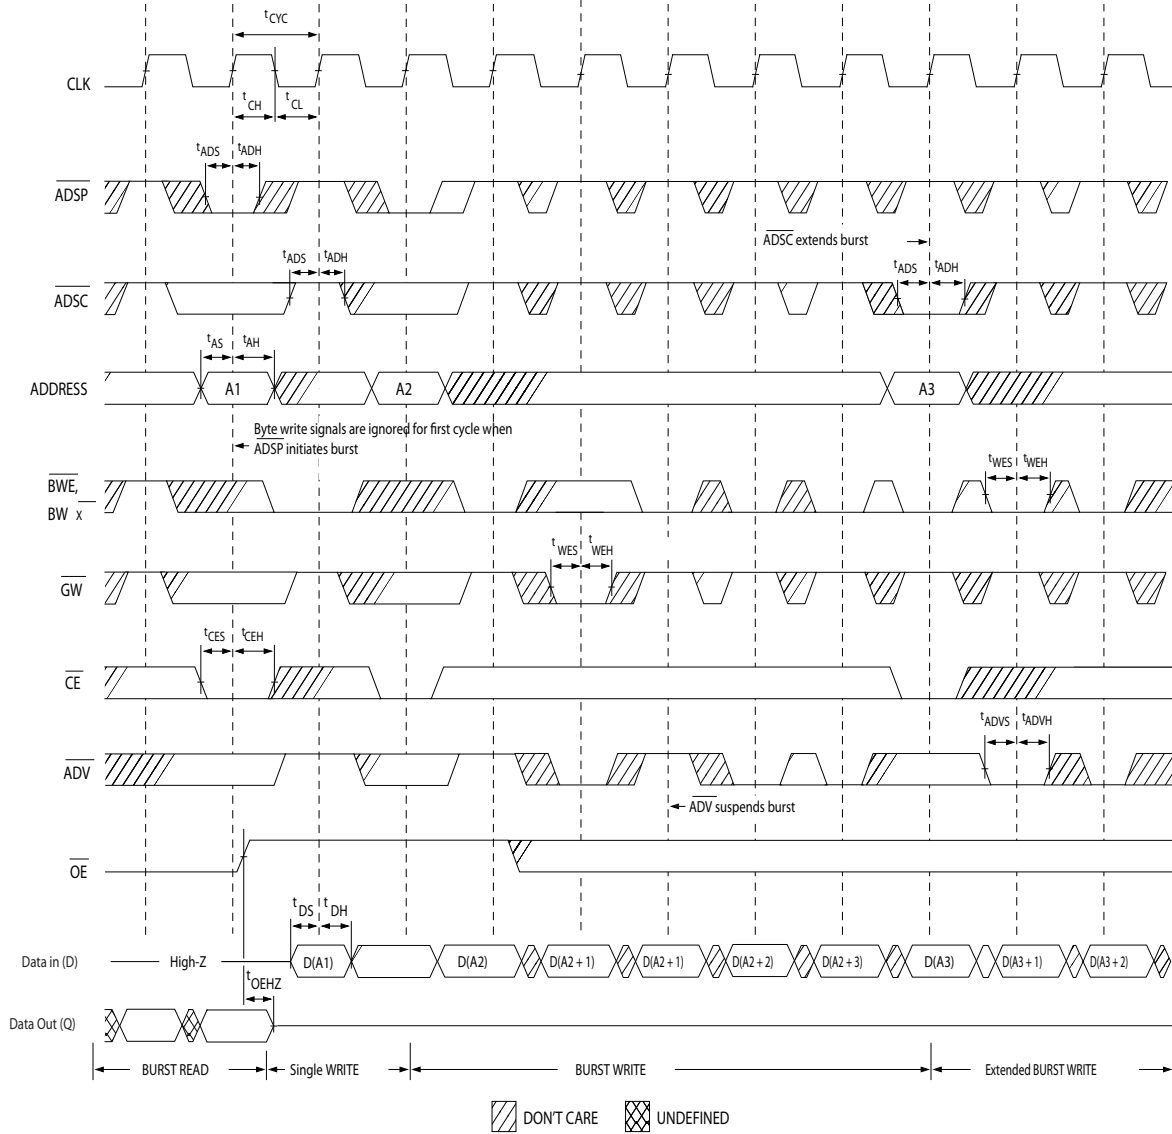 tCYC
CLK
tCH
tCL
tADS
tADH
ADSP
ADSC extends burst
tADS
tADH
tADS
tADH
ADSC
tAS
tAH
ADDRESS
A1
A2
A3
Byte write signals are ignored for first cycle when
ADSP initiates burst
tWES
tWEH
BWE,
BW X
tWES
tWEH
GW
tCES
tCEH
CE
tADVS
tADVH
ADV
ADV suspends burst
OE
tDS
tDH
Data in (D)
High-Z
D(A1)
D(A2)
D(A2 + 1)
D(A2 + 1)
D(A2 + 2)
D(A2 + 3)
D(A3)
D(A3 + 1)
D(A3 + 2)
tOEHZ
Data Out (Q)
BURST READ
Single WRITE
BURST WRITE
Extended BURST WRITE
DON'T CARE
UNDEFINED